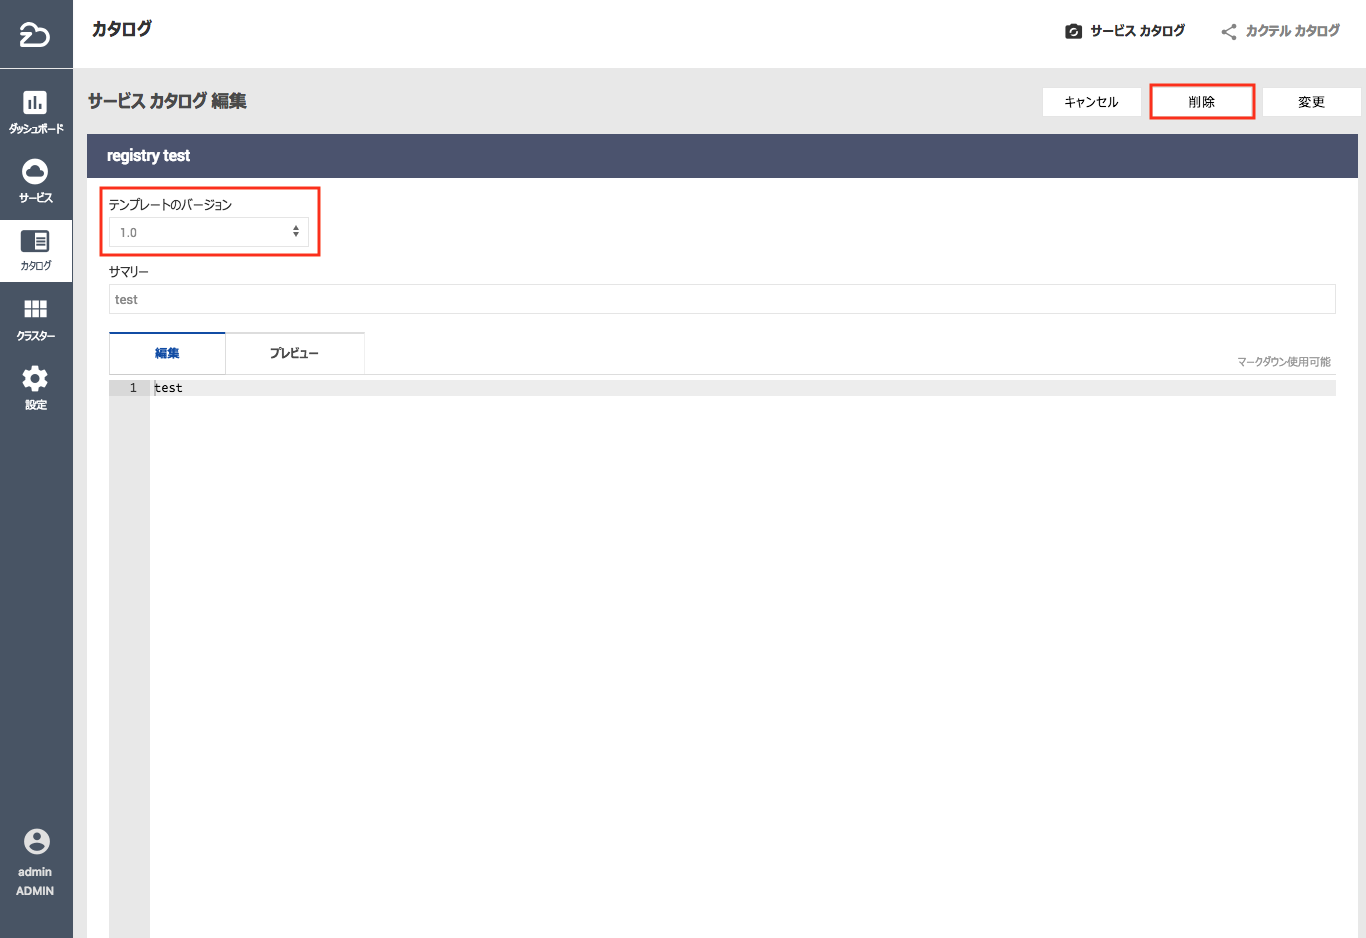 カタログ
サービス カタログ
カクテル カタログ
ダッシュボード
サービス
カタログ
クラスター
設定
admin
ADMIN
サービス カタログ 編集
キャンセル
削除
変更
registry test
テンプレートのバージョン
1.0
サマリー
test
編集
プレビュー
マークダウン使用可能
1 test